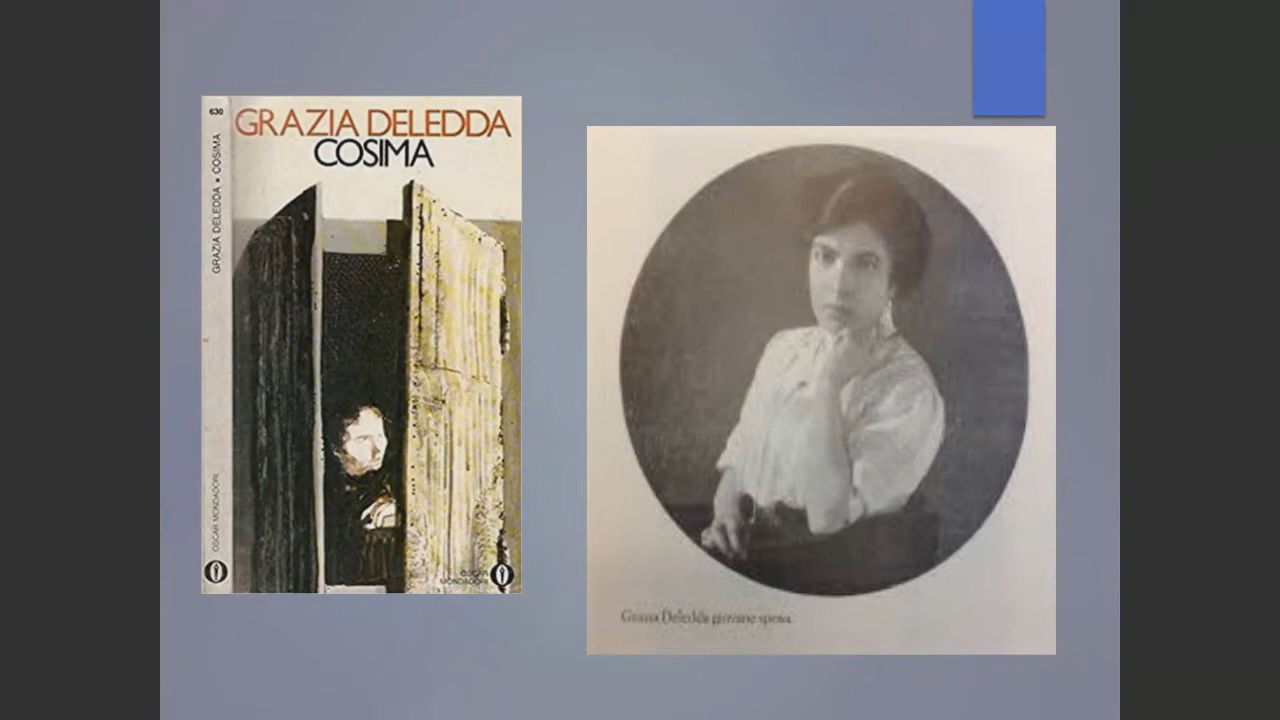 630
GRAZIA DELEDDA • COSIMA
OSCAR MONDADORI
GRAZIA DELEDDA
COSIMA
OSCAR
MONDADORI
Grazia Deledda giovane sposa.